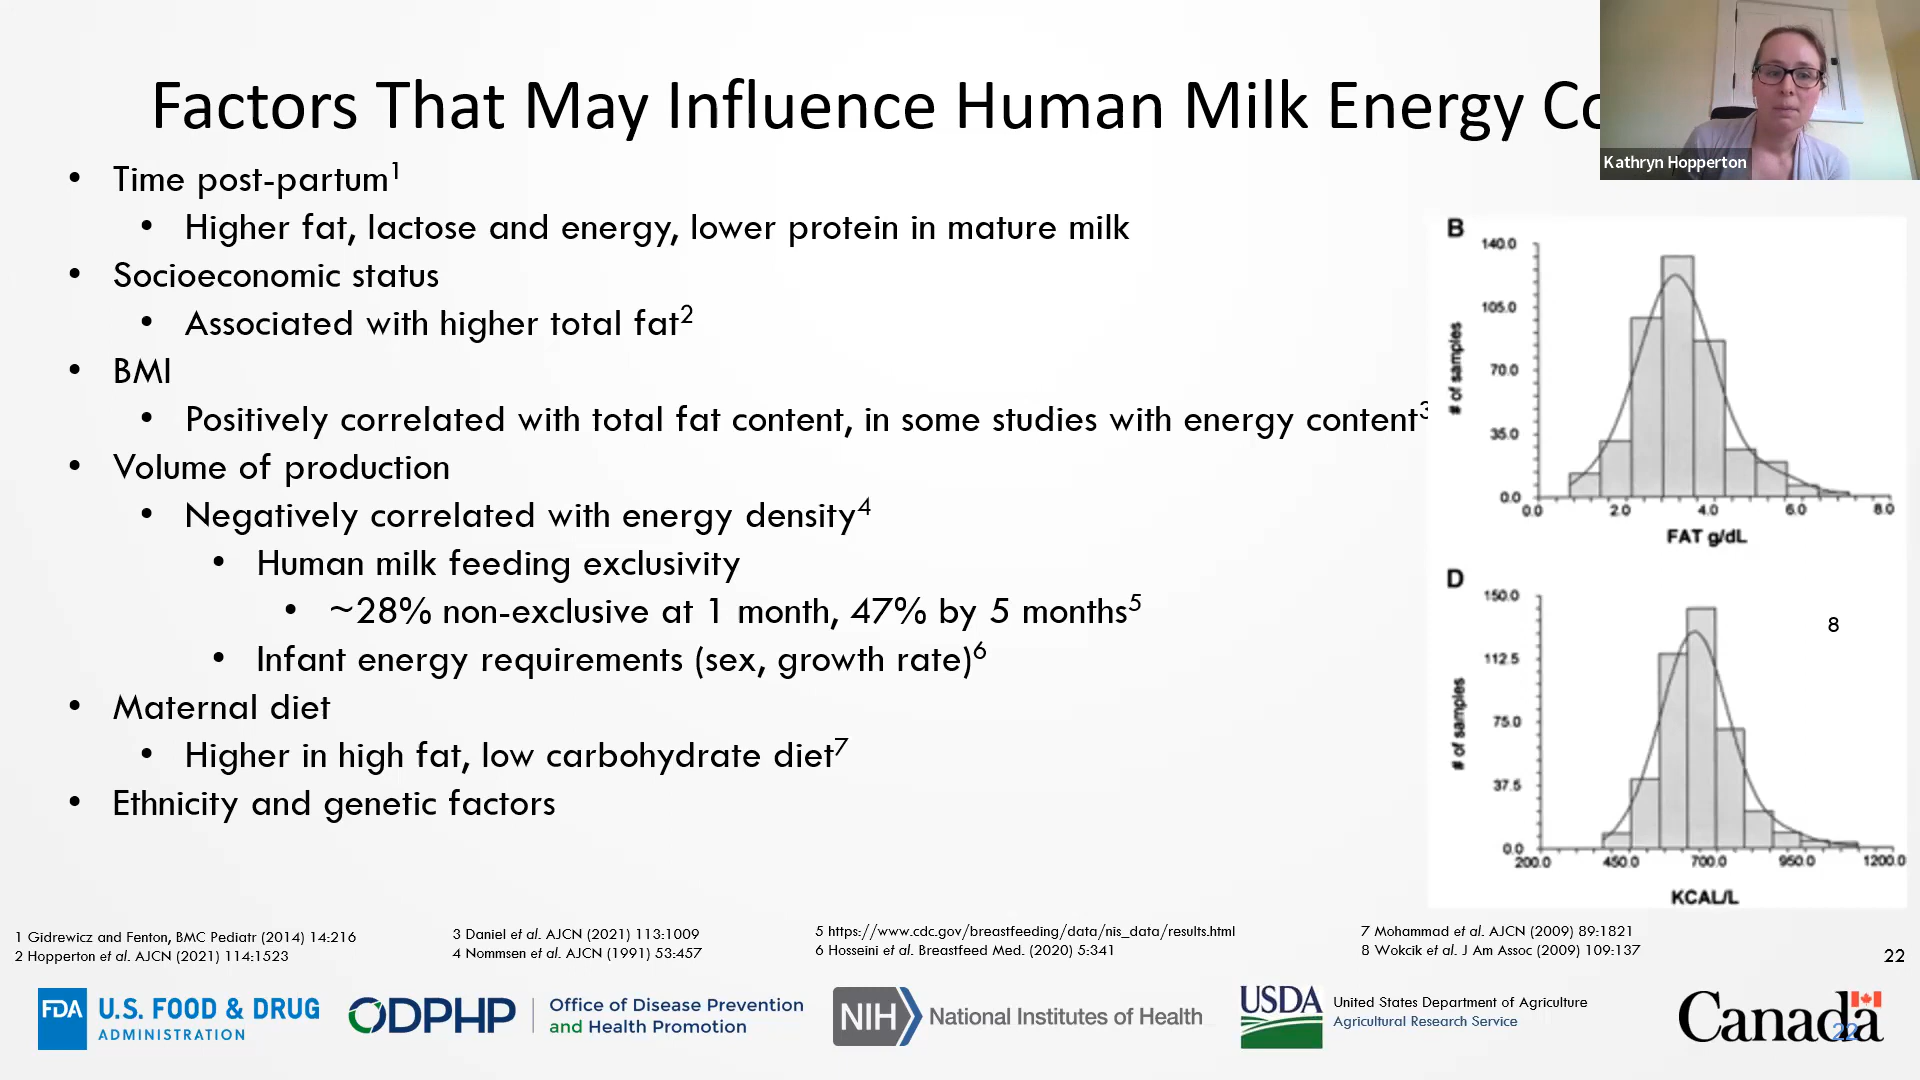 Factors That May Influence Human Milk Energy Co
Kathryn Hopperton
• Time post-partum1
• Higher fat, lactose and energy, lower protein in mature milk
• Socioeconomic status
• Associated with higher total fat2
• BMI
• Positively correlated with total fat content, in some studies with energy content3
• Volume of production
• Negatively correlated with energy density4
• Human milk feeding exclusivity
• ~28% non-exclusive at 1 month, 47% by 5 months5
• Infant energy requirements (sex, growth rate)6
• Maternal diet
• Higher in high fat, low carbohydrate diet7
• Ethnicity and genetic factors
B
# of samples
140.0
105.0
70.0
35.0
0.0
0.0 2.0 4.0 6.0 8.0
FAT g/dL
D
# of samples
150.0
112.5
75.0
37.5
0.0
200.0 450.0 700.0 950.0 1200.0
KCAL/L
8
1 Gidrewicz and Fenton, BMC Pediatr (2014) 14:216
2 Hopperton et al. AJCN (2021) 114:1523
3 Daniel et al. AJCN (2021) 113:1009
4 Nommsen et al. AJCN (1991) 53:457
5 https://www.cdc.gov/breastfeeding/data/nis_data/results.html
6 Hosseini et al. Breastfeed Med. (2020) 5:341
7 Mohammad et al. AJCN (2009) 89:1821
8 Wokcik et al. J Am Assoc (2009) 109:137
22
FDA U.S. FOOD & DRUG
ADMINISTRATION
ODPHP
Office of Disease Prevention
and Health Promotion
NIH National Institutes of Health
USDA
United States Department of Agriculture
Agricultural Research Service
Canada
22